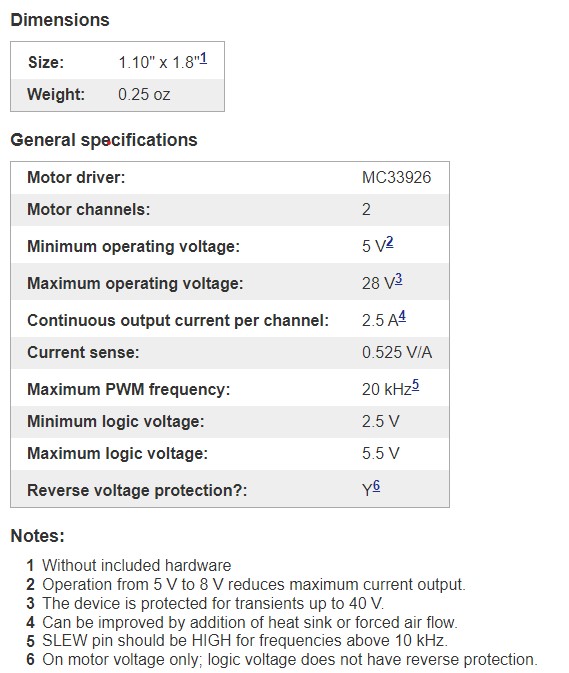 Dimensions
Size: 1.10" x 1.8"1
Weight: 0.25 oz
General specifications
Motor driver: MC33926
Motor channels: 2
Minimum operating voltage: 5 V2
Maximum operating voltage: 28 V3
Continuous output current per channel: 2.5 A4
Current sense: 0.525 V/A
Maximum PWM frequency: 20 kHz5
Minimum logic voltage: 2.5 V
Maximum logic voltage: 5.5 V
Reverse voltage protection?: Y6
Notes:
1 Without included hardware
2 Operation from 5 V to 8 V reduces maximum current output.
3 The device is protected for transients up to 40 V.
4 Can be improved by addition of heat sink or forced air flow.
5 SLEW pin should be HIGH for frequencies above 10 kHz.
6 On motor voltage only; logic voltage does not have reverse protection.